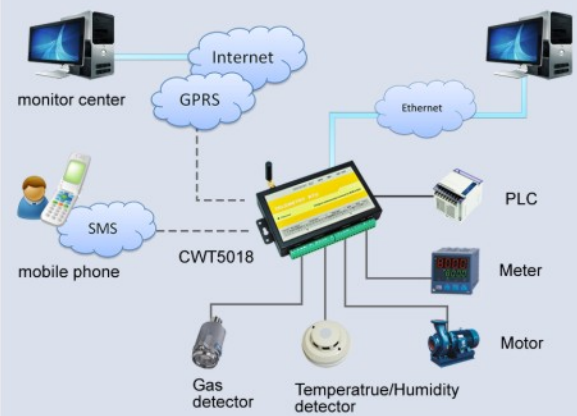 Internet
GPRS
monitor center
Ethernet
PLC
SMS
CWT5018
mobile phone
Meter
Motor
Gas
detector
Temperatrue/Humidity
detector